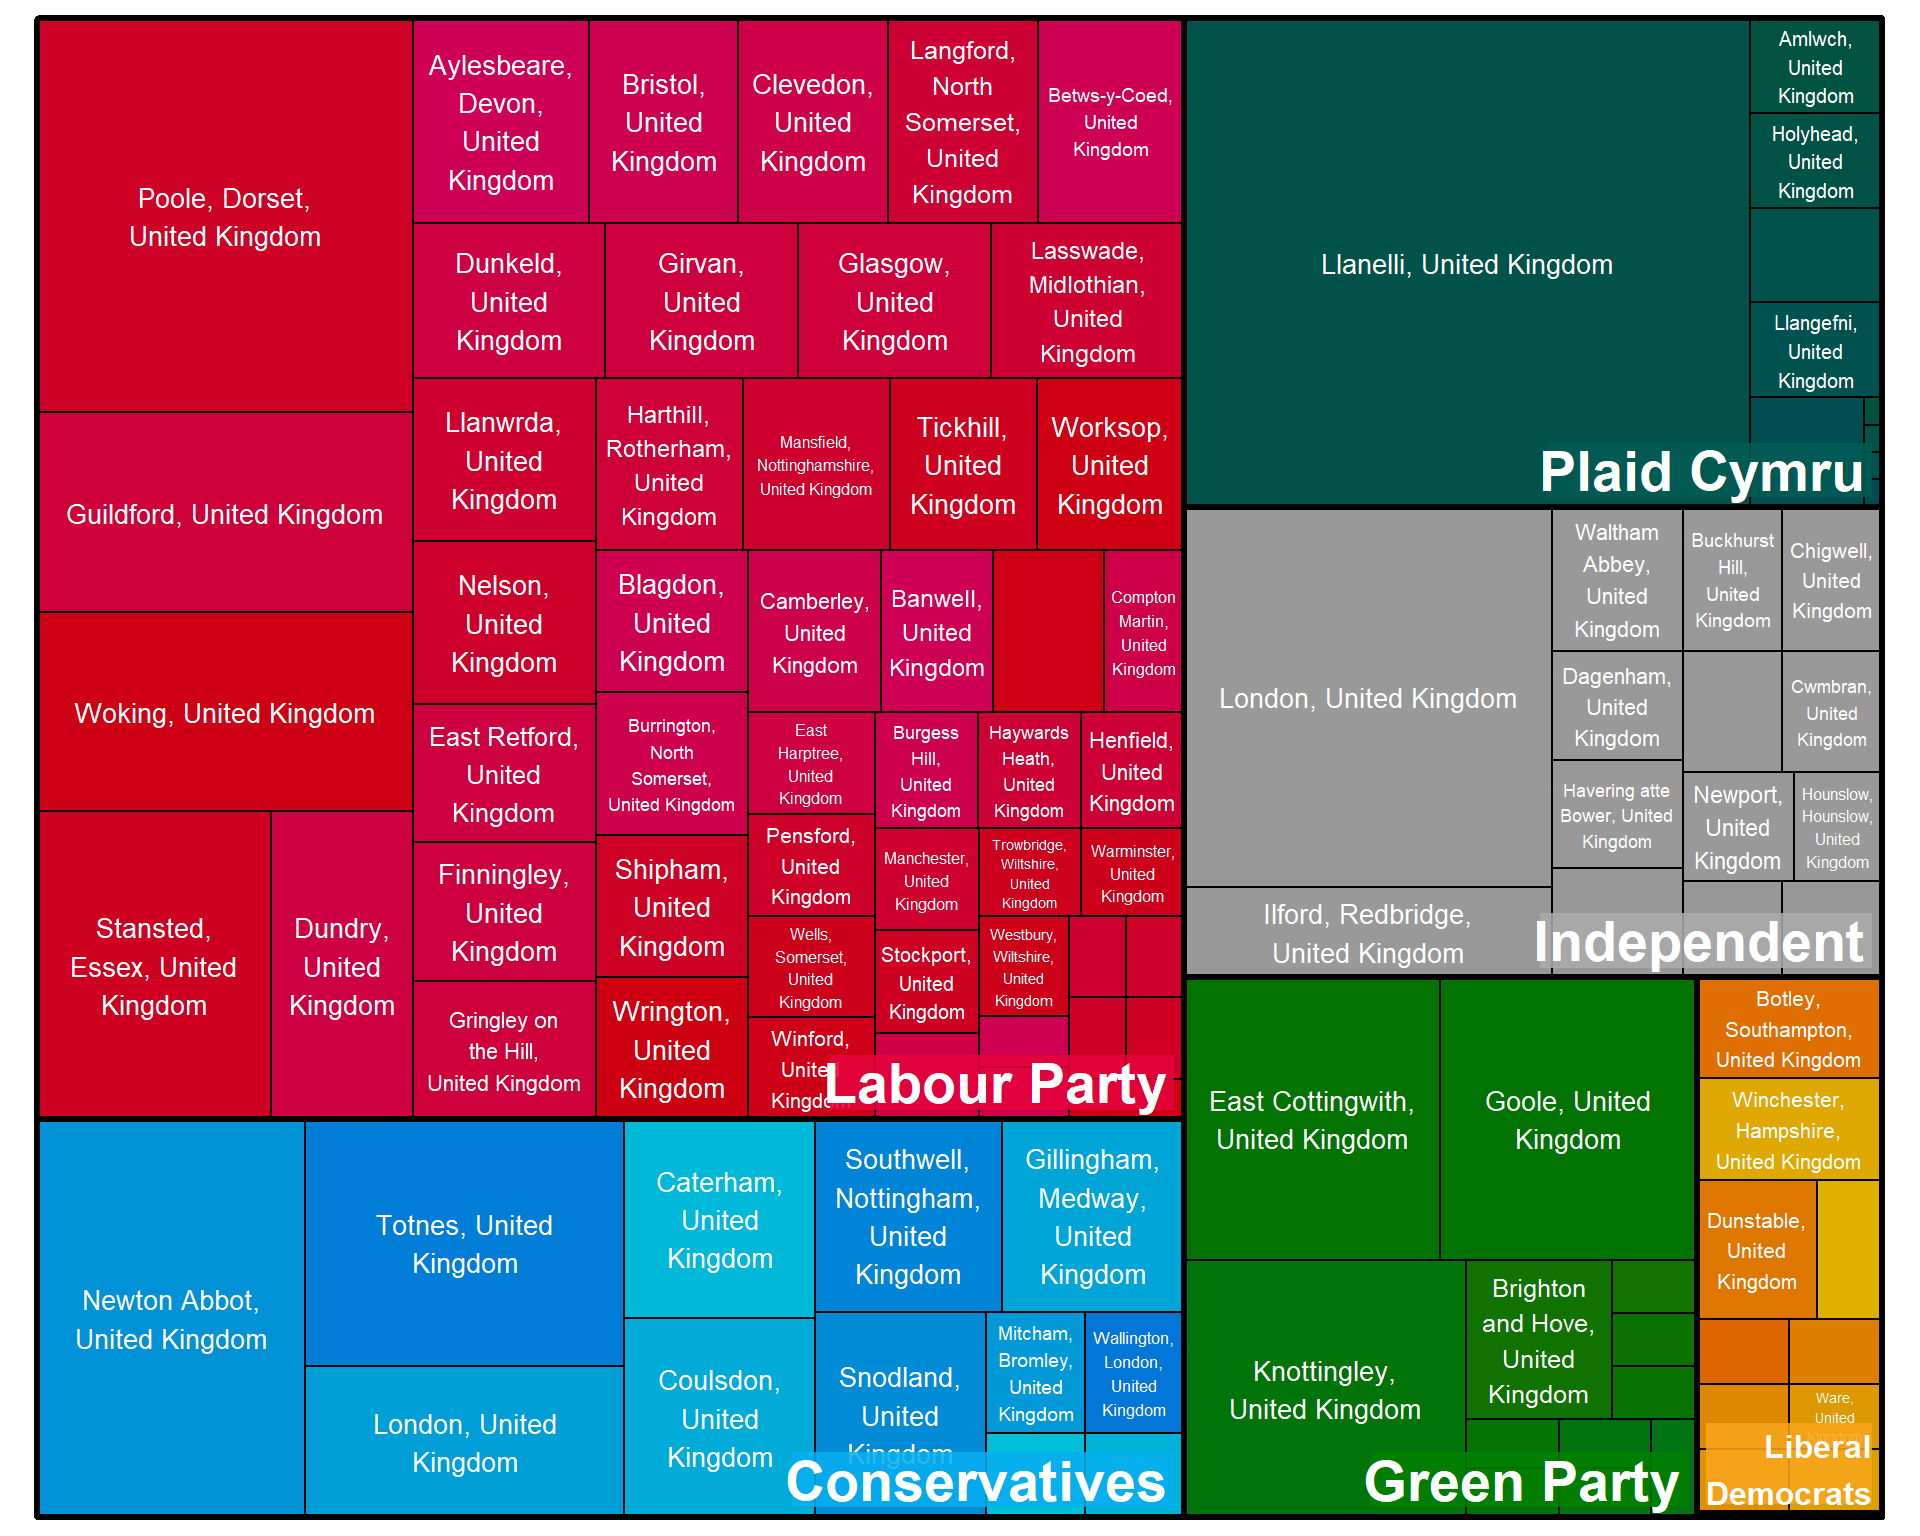 Poole, Dorset,
United Kingdom
Guildford, United Kingdom
Woking, United Kingdom
Stansted,
Essex, United
Kingdom
Dundry,
United
Kingdom
Aylesbeare,
Devon,
United
Kingdom
Bristol,
United
Kingdom
Clevedon,
United
Kingdom
Langford,
North
Somerset,
United
Kingdom
Betws-y-Coed,
United
Kingdom
Dunkeld,
United
Kingdom
Girvan,
United
Kingdom
Glasgow,
United
Kingdom
Lasswade,
Midlothian,
United
Kingdom
Llanwrda,
United
Kingdom
Nelson,
United
Kingdom
East Retford,
United
Kingdom
Finningley,
United
Kingdom
Gringley on
the Hill,
United Kingdom
Harthill,
Rotherham,
United
Kingdom
Mansfield,
Nottinghamshire,
United Kingdom
Tickhill,
United
Kingdom
Worksop,
United
Kingdom
Blagdon,
United
Kingdom
Burrington,
North
Somerset,
United Kingdom
Shipham,
United
Kingdom
Wrington,
United
Kingdom
Camberley,
United
Kingdom
Banwell,
United
Kingdom
Compton
Martin,
United
Kingdom
East
Harptree,
United
Kingdom
Pensford,
United
Kingdom
Wells,
Somerset,
United
Kingdom
Winford,
United
Kingdom
Burgess
Hill,
United
Kingdom
Haywards
Heath,
United
Kingdom
Henfield,
United
Kingdom
Manchester,
United
Kingdom
Stockport,
United
Kingdom
Trowbridge,
Wiltshire,
United
Kingdom
Warminster,
United
Kingdom
Westbury,
Wiltshire,
United
Kingdom
Labour Party
Newton Abbot,
United Kingdom
Totnes, United
Kingdom
London, United
Kingdom
Caterham,
United
Kingdom
Coulsdon,
United
Kingdom
Southwell,
Nottingham,
United
Kingdom
Gillingham,
Medway,
United
Kingdom
Snodland,
United
Kingdom
Mitcham,
Bromley,
United
Kingdom
Wallington,
London,
United
Kingdom
Conservatives
Llanelli, United Kingdom
Amlwch,
United
Kingdom
Holyhead,
United
Kingdom
Llangefni,
United
Kingdom
Plaid Cymru
London, United Kingdom
Ilford, Redbridge,
United Kingdom
Waltham
Abbey,
United
Kingdom
Buckhurst
Hill,
United
Kingdom
Chigwell,
United
Kingdom
Dagenham,
United
Kingdom
Cwmbran,
United
Kingdom
Havering atte
Bower, United
Kingdom
Newport,
United
Kingdom
Hounslow,
Hounslow,
United
Kingdom
Independent
East Cottingwith,
United Kingdom
Goole, United
Kingdom
Knottingley,
United Kingdom
Brighton
and Hove,
United
Kingdom
Green Party
Botley,
Southampton,
United Kingdom
Winchester,
Hampshire,
United Kingdom
Dunstable,
United
Kingdom
Ware,
United
Kingdom
Liberal
Democrats